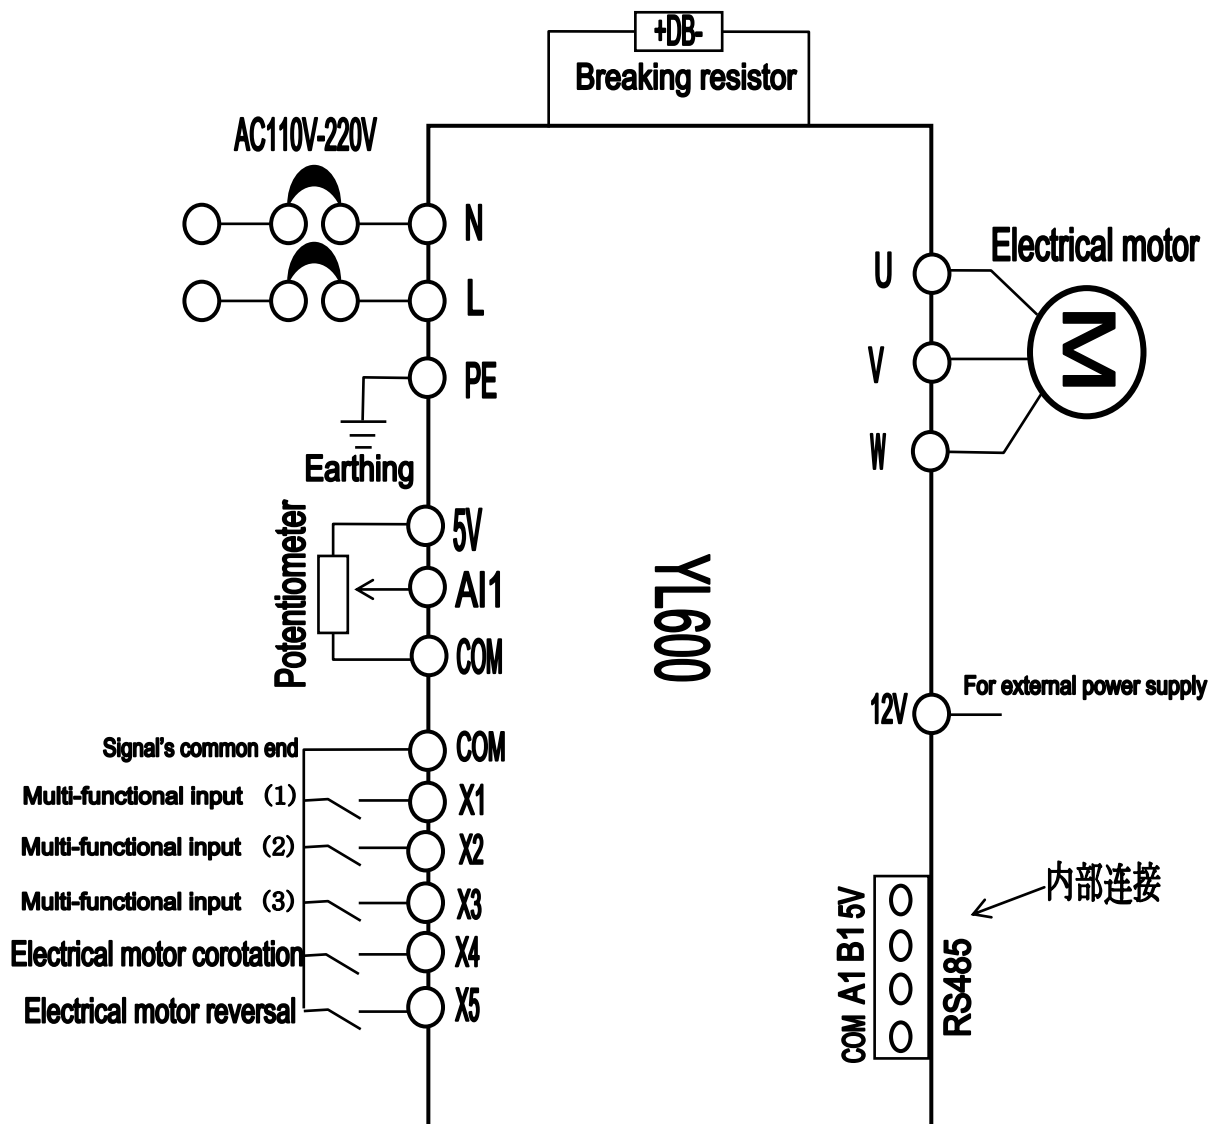 +DB-
Breaking resistor
AC110V-220V
N
L
PE
Earthing
Potentiometer
5V
AI1
COM
Signal's common end
COM
Multi-functional input (1)
X1
Multi-functional input (2)
X2
Multi-functional input (3)
X3
Electrical motor corotation
X4
Electrical motor reversal
X5
YL600
Electrical motor
U
V
W
M
12V
For external power supply
内部连接
COM A1 B1 5V
RS485